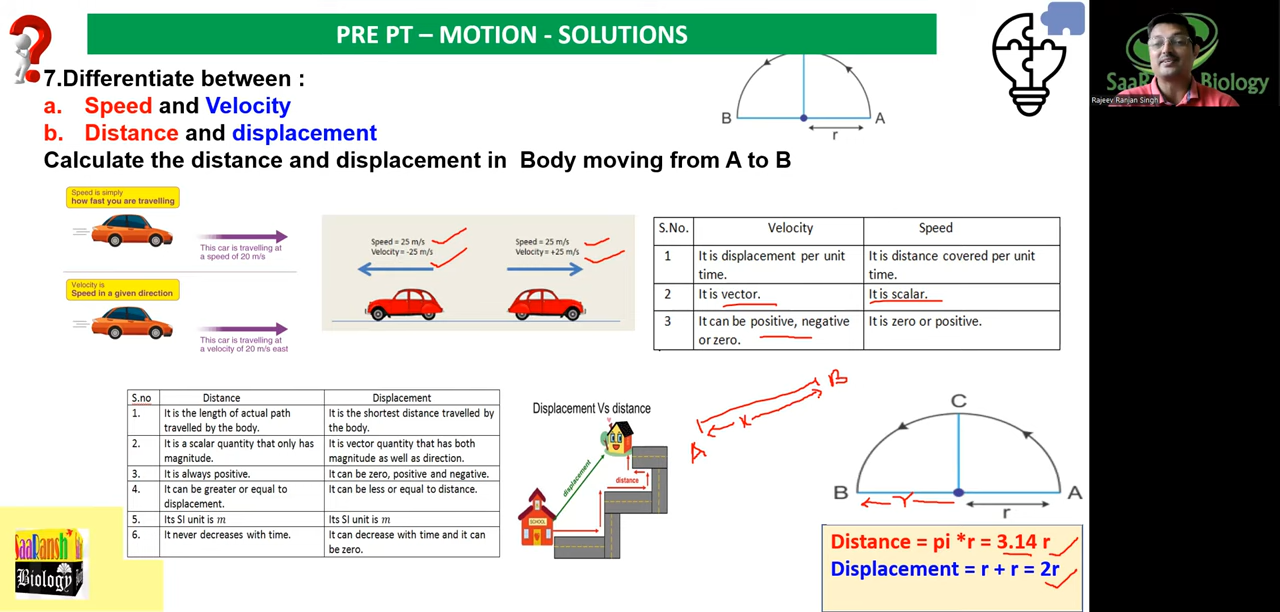 PRE PT – MOTION - SOLUTIONS
7.Differentiate between :
a. Speed and Velocity
b. Distance and displacement
Calculate the distance and displacement in Body moving from A to B
B
A
r
SaaR
Biology
Rajeev Ranjan Singh
Speed is simply
how fast you are travelling
This car is travelling at
a speed of 20 m/s
Velocity is
Speed in a given direction
This car is travelling at
a velocity of 20 m/s east
Speed = 25 m/s
Velocity = -25 m/s
Speed = 25 m/s
Velocity = +25 m/s
S.No. Velocity Speed
1 It is displacement per unit It is distance covered per unit
time. time.
2 It is vector. It is scalar.
3 It can be positive, negative It is zero or positive.
or zero.
S.no Distance Displacement
1. It is the length of actual path It is the shortest distance travelled by
travelled by the body. the body.
2. It is a scalar quantity that only has It is vector quantity that has both
magnitude. magnitude as well as direction.
3. It is always positive. It can be zero, positive and negative.
4. It can be greater or equal to It can be less or equal to distance.
displacement.
5. Its SI unit is m Its SI unit is m
6. It never decreases with time. It can decrease with time and it can
be zero.
Displacement Vs distance
displacement
distance
SCHOOL
A
x
B
C
B
A
r
r
Distance = pi *r = 3.14 r
Displacement = r + r = 2r
SaaRansh
Biology